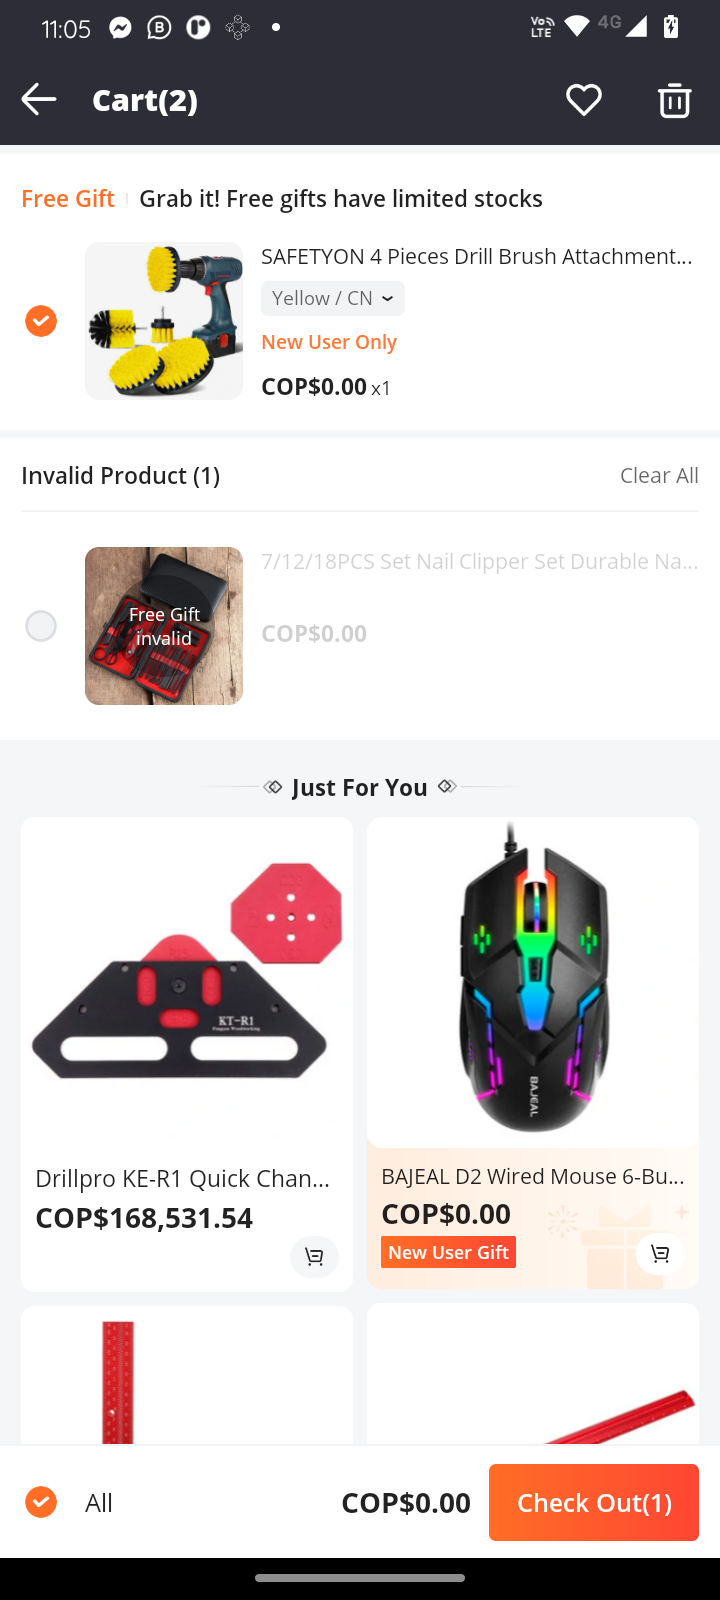 11:05
Vo LTE
4G
Cart(2)
Free Gift
Grab it! Free gifts have limited stocks
SAFETYON 4 Pieces Drill Brush Attachment...
Yellow / CN
New User Only
COP$0.00 x1
Invalid Product (1)
Clear All
7/12/18PCS Set Nail Clipper Set Durable Na...
Free Gift
invalid
COP$0.00
Just For You
KT-R1
BAJEAL
Drillpro KE-R1 Quick Chan...
COP$168,531.54
BAJEAL D2 Wired Mouse 6-Bu...
COP$0.00
New User Gift
All
COP$0.00
Check Out(1)